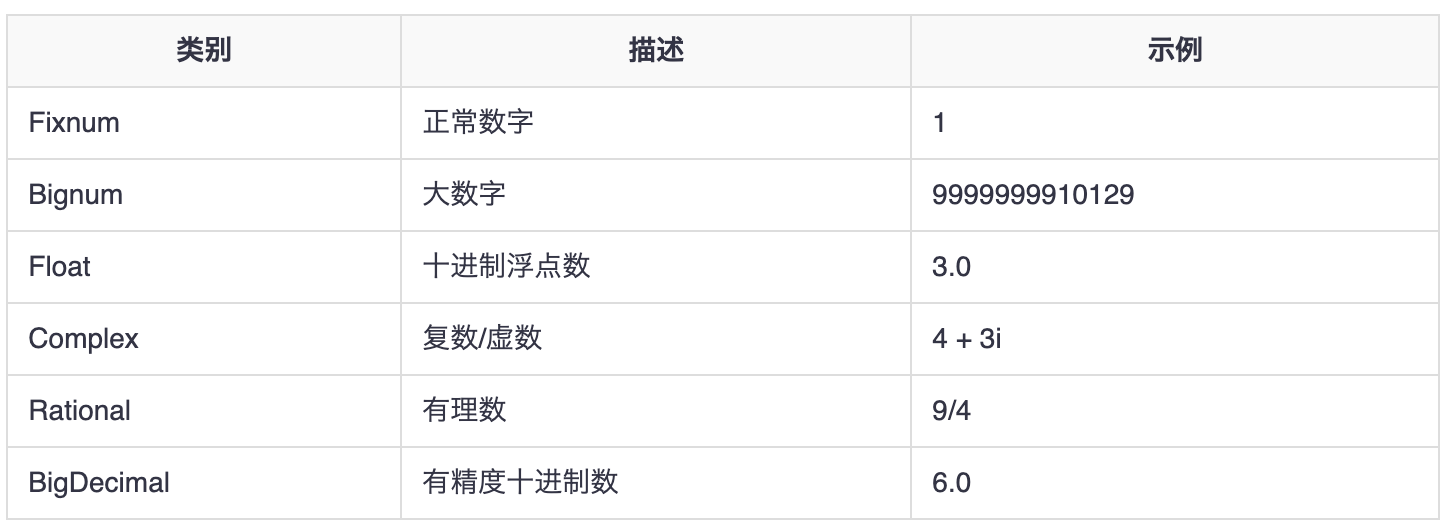 类别 描述 示例
Fixnum 正常数字 1
Bignum 大数字 9999999910129
Float 十进制浮点数 3.0
Complex 复数/虚数 4 + 3i
Rational 有理数 9/4
BigDecimal 有精度十进制数 6.0